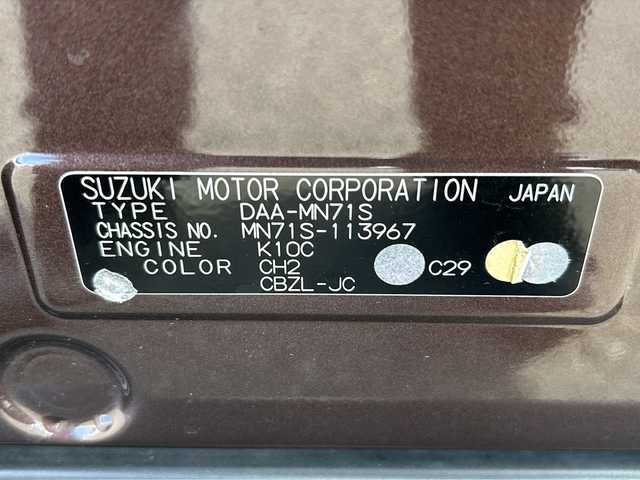 SUZUKI MOTOR CORPORATION JAPAN
TYPE DAA-MN71S
CHASSIS NO. MN71S-113967
ENGINE K10C
COLOR CH2 C29
CBZL-JC